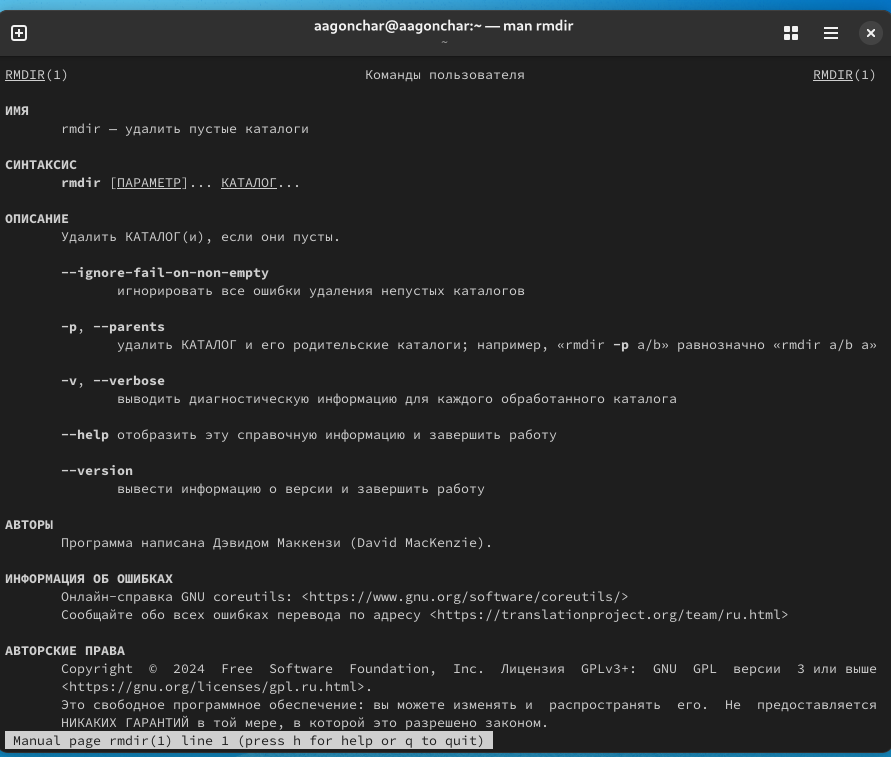 aagonchar@aagonchar:~ — man rmdir
~
RMDIR(1) Команды пользователя RMDIR(1)
ИМЯ
rmdir — удалить пустые каталоги
СИНТАКСИС
rmdir [ПАРАМЕТР]... КАТАЛОГ...
ОПИСАНИЕ
Удалить КАТАЛОГ(и), если они пусты.
--ignore-fail-on-non-empty
игнорировать все ошибки удаления непустых каталогов
-p, --parents
удалить КАТАЛОГ и его родительские каталоги; например, «rmdir -p a/b» равнозначно «rmdir a/b a»
-v, --verbose
выводить диагностическую информацию для каждого обработанного каталога
--help отобразить эту справочную информацию и завершить работу
--version
вывести информацию о версии и завершить работу
АВТОРЫ
Программа написана Дэвидом Маккензи (David MacKenzie).
ИНФОРМАЦИЯ ОБ ОШИБКАХ
Онлайн-справка GNU coreutils: <https://www.gnu.org/software/coreutils/>
Сообщайте обо всех ошибках перевода по адресу <https://translationproject.org/team/ru.html>
АВТОРСКИЕ ПРАВА
Copyright © 2024 Free Software Foundation, Inc. Лицензия GPLv3+: GNU GPL версии 3 или выше
<https://gnu.org/licenses/gpl.ru.html>.
Это свободное программное обеспечение: вы можете изменять и распространять его. Не предоставляется
НИКАКИХ ГАРАНТИЙ в той мере, в которой это разрешено законом.
Manual page rmdir(1) line 1 (press h for help or q to quit)